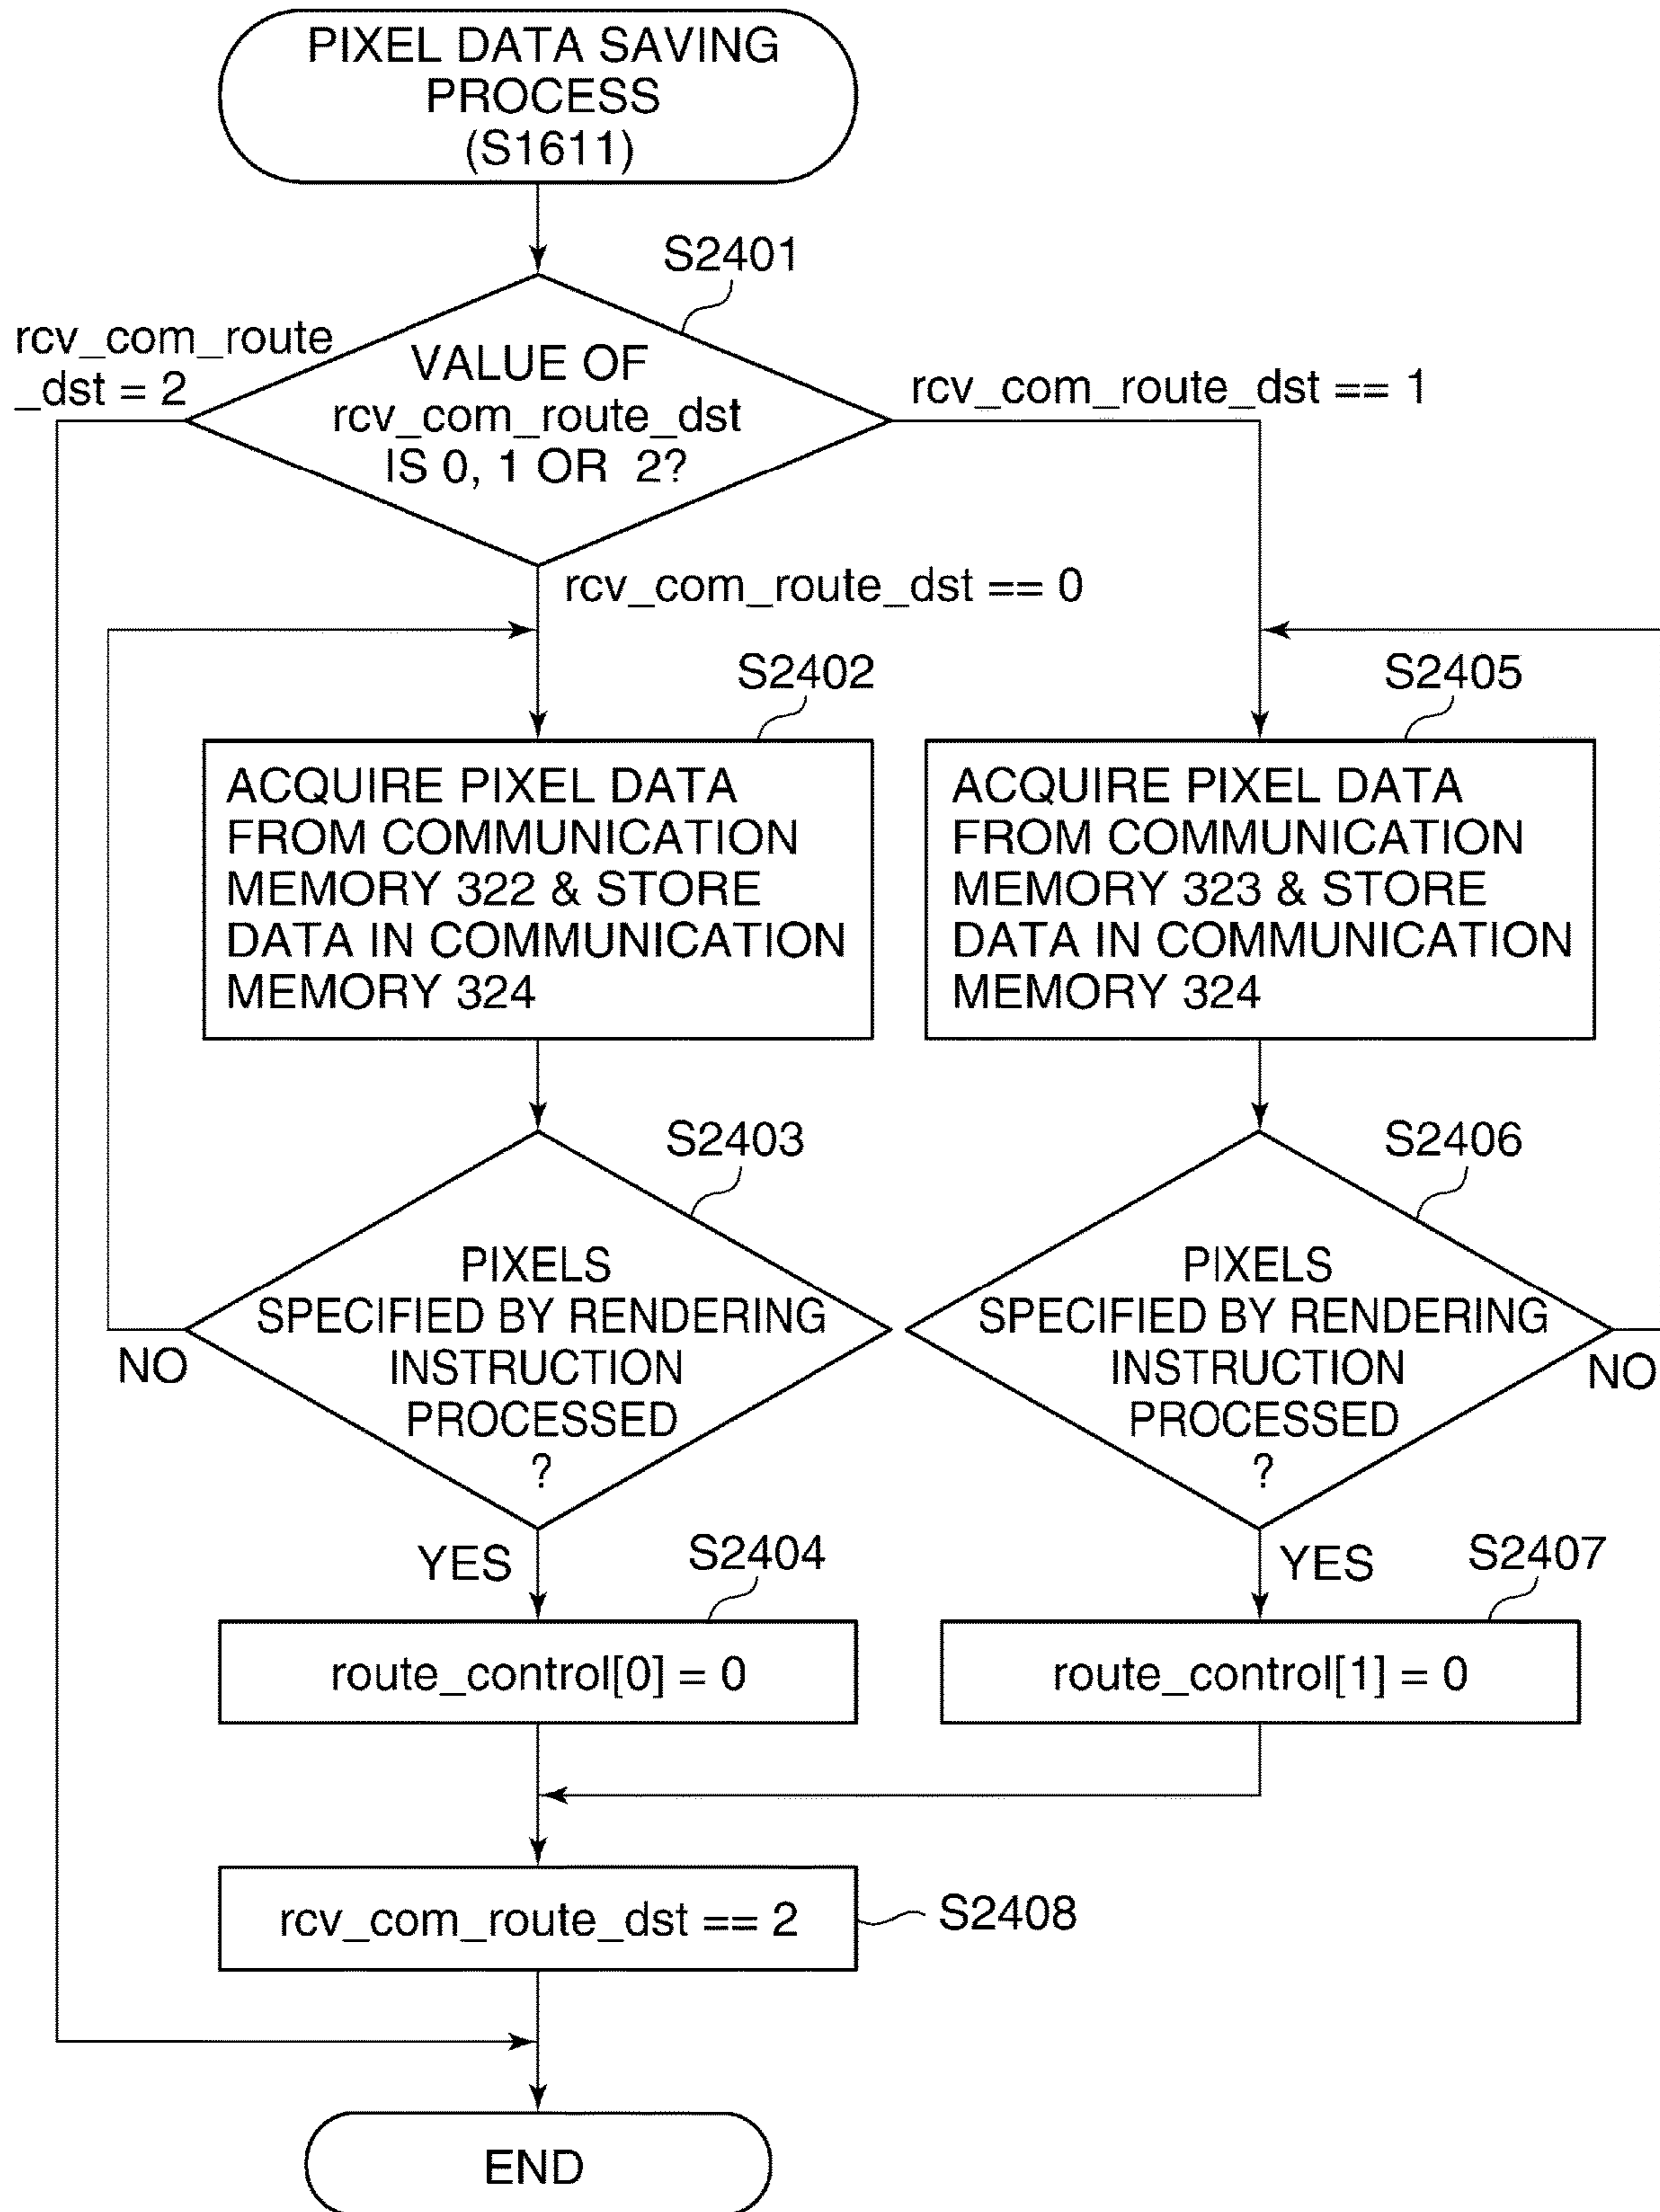 PIXEL DATA SAVING
PROCESS
(S1611)
S2401
rcv_com_route
_dst = 2
VALUE OF
rcv_com_route_dst
IS 0, 1 OR 2?
rcv_com_route_dst == 1
rcv_com_route_dst == 0
S2402
ACQUIRE PIXEL DATA
FROM COMMUNICATION
MEMORY 322 & STORE
DATA IN COMMUNICATION
MEMORY 324
S2405
ACQUIRE PIXEL DATA
FROM COMMUNICATION
MEMORY 323 & STORE
DATA IN COMMUNICATION
MEMORY 324
S2403
PIXELS
SPECIFIED BY RENDERING
INSTRUCTION
PROCESSED
?
NO
YES
S2406
PIXELS
SPECIFIED BY RENDERING
INSTRUCTION
PROCESSED
?
NO
YES
S2404
route_control[0] = 0
S2407
route_control[1] = 0
rcv_com_route_dst == 2
S2408
END